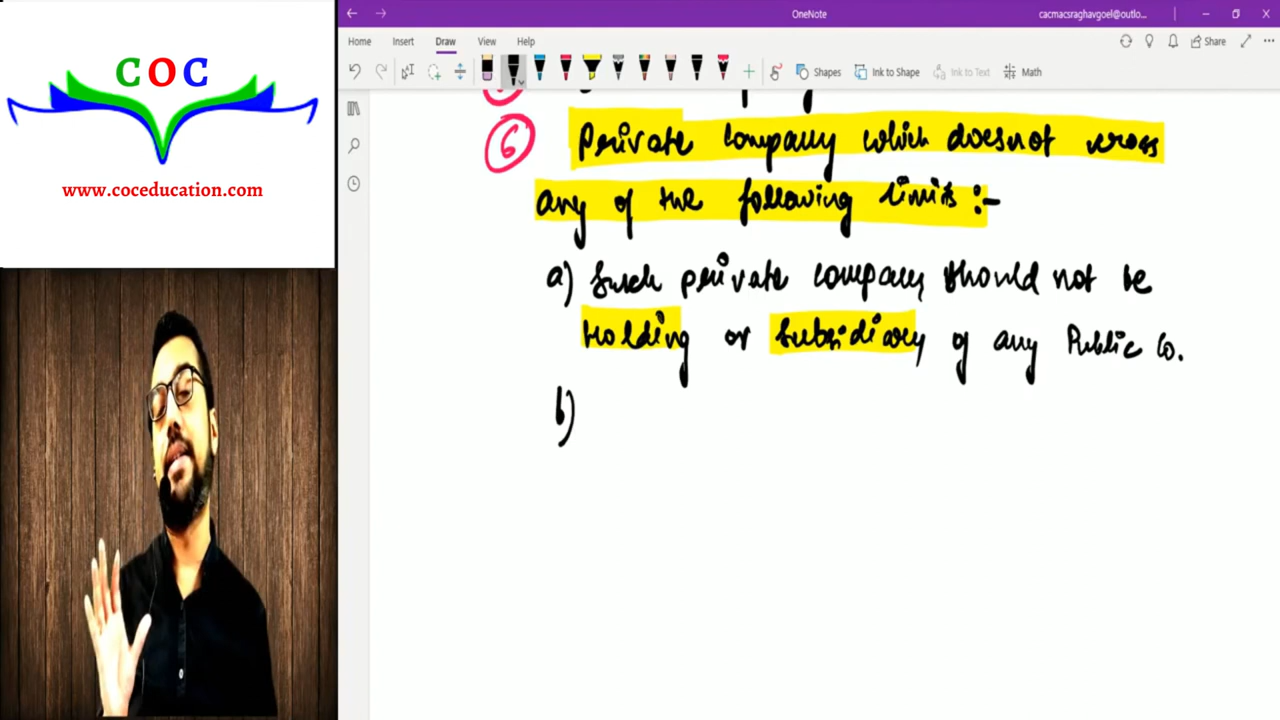 COC
www.coceducation.com
OneNote
cacmacsraghavgoel@outlo...
Home Insert Draw View Help
Share
Shapes Ink to Shape Ink to Text Math
6 Private company which does not cross
any of the following limits :-
a) Such private company should not be
Holding or subsidiary of any Public Co.
b)